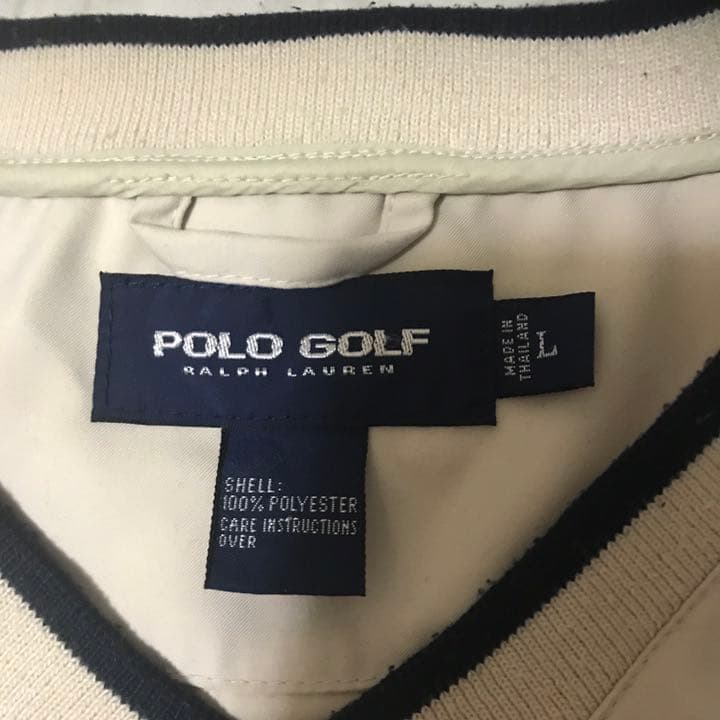 POLO GOLF
RALPH LAUREN
MADE IN
THAILAND
L
SHELL:
100% POLYESTER
CARE INSTRUCTIONS
OVER